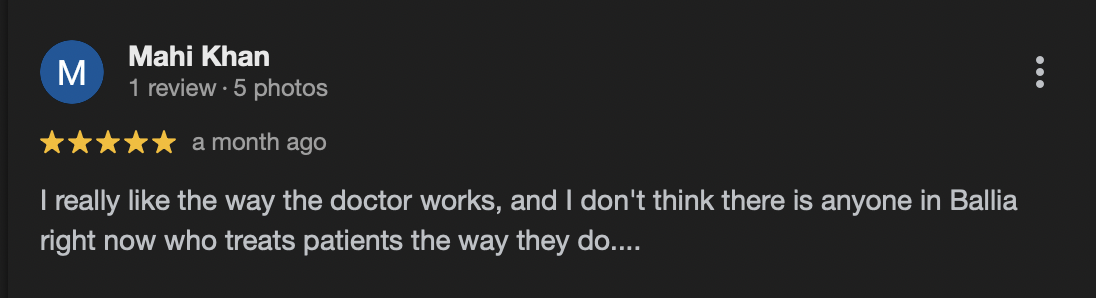 M
Mahi Khan
1 review · 5 photos
a month ago
I really like the way the doctor works, and I don't think there is anyone in Ballia
right now who treats patients the way they do....